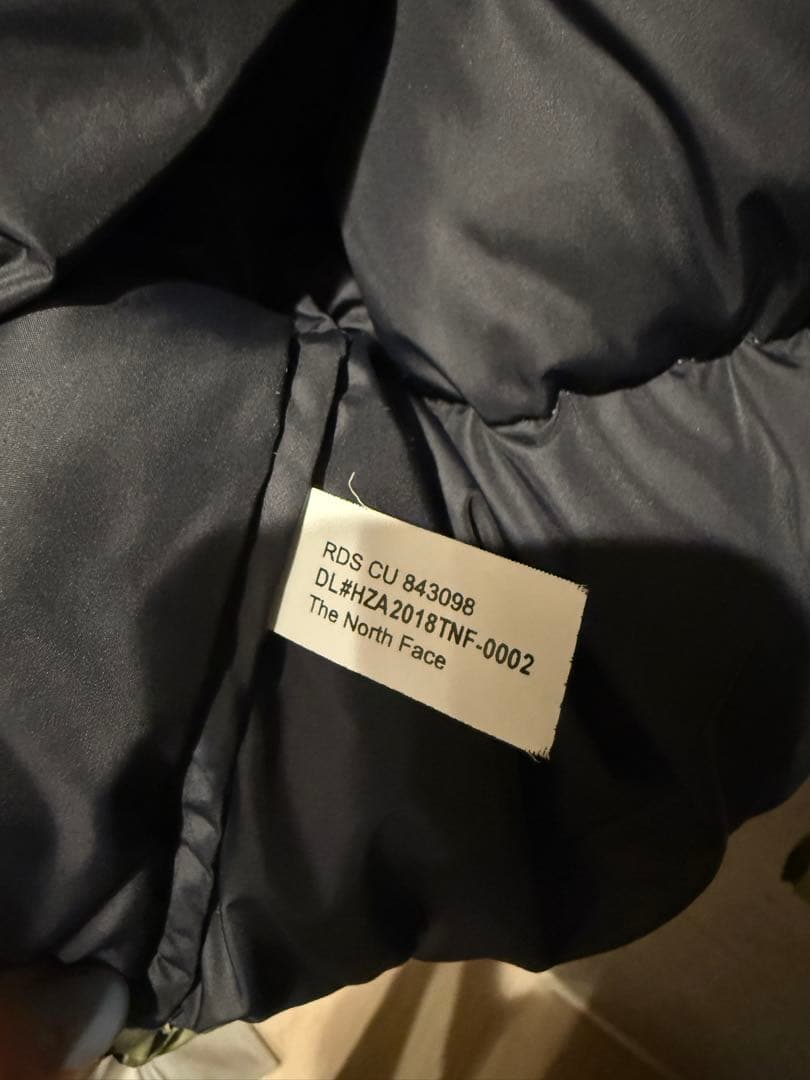 RDS CU 843098
DL#HZA2018TNF-0002
The North Face